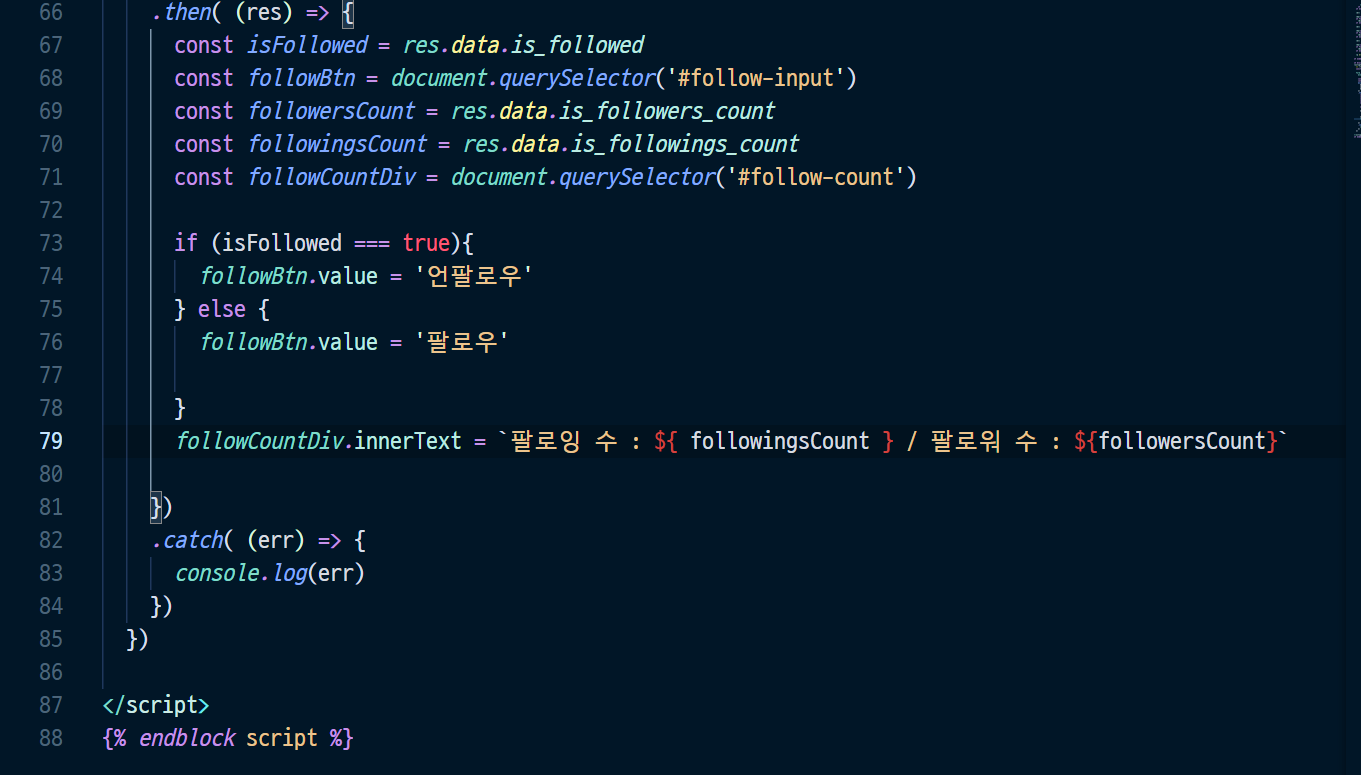 66 .then( (res) => {
67 const isFollowed = res.data.is_followed
68 const followBtn = document.querySelector('#follow-input')
69 const followersCount = res.data.is_followers_count
70 const followingsCount = res.data.is_followings_count
71 const followCountDiv = document.querySelector('#follow-count')
72
73 if (isFollowed === true){
74 followBtn.value = '언팔로우'
75 } else {
76 followBtn.value = '팔로우'
77
78 }
79 followCountDiv.innerText = `팔로잉 수 : ${ followingsCount } / 팔로워 수 : ${followersCount}`
80
81 })
82 .catch( (err) => {
83 console.log(err)
84 })
85 })
86
87 </script>
88 {% endblock script %}